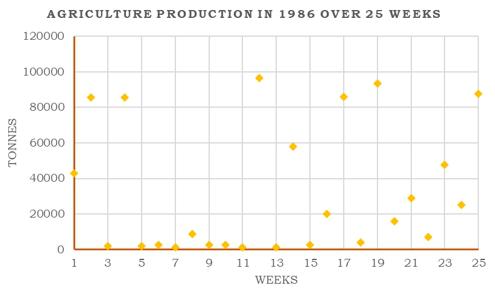 AGRICULTURE PRODUCTION IN 1986 OVER 25 WEEKS
120000
100000
80000
60000
40000
20000
0
TONNES
1 3 5 7 9 11 13 15 17 19 21 23 25
WEEKS